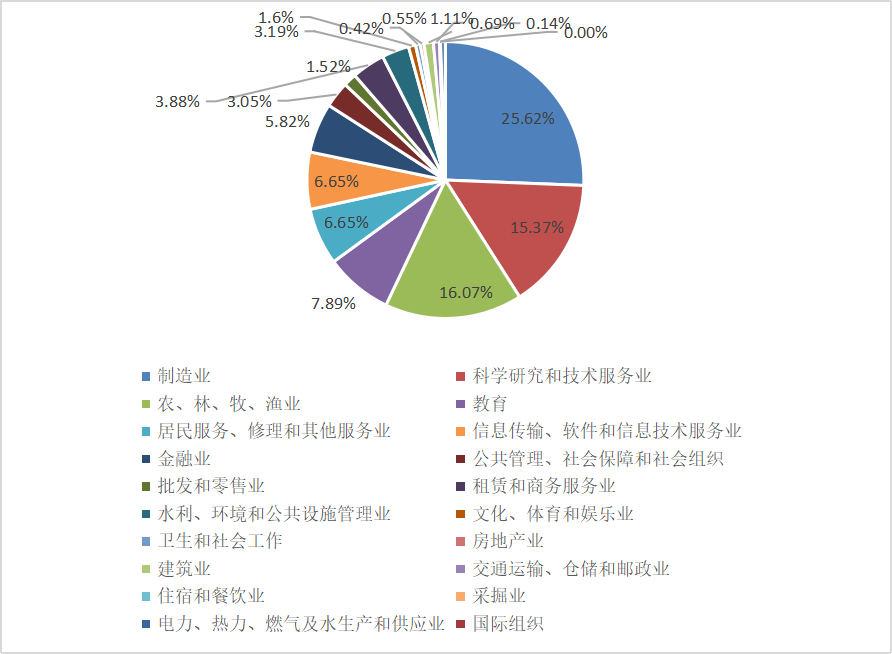 1.6%
0.55%
1.11%
0.69%
0.14%
3.19%
0.42%
0.00%
1.52%
3.88%
3.05%
25.62%
5.82%
6.65%
6.65%
15.37%
16.07%
7.89%
制造业
科学研究和技术服务业
农、林、牧、渔业
教育
居民服务、修理和其他服务业
信息传输、软件和信息技术服务业
金融业
公共管理、社会保障和社会组织
批发和零售业
租赁和商务服务业
水利、环境和公共设施管理业
文化、体育和娱乐业
卫生和社会工作
房地产业
建筑业
交通运输、仓储和邮政业
住宿和餐饮业
采掘业
电力、热力、燃气及水生产和供应业
国际组织